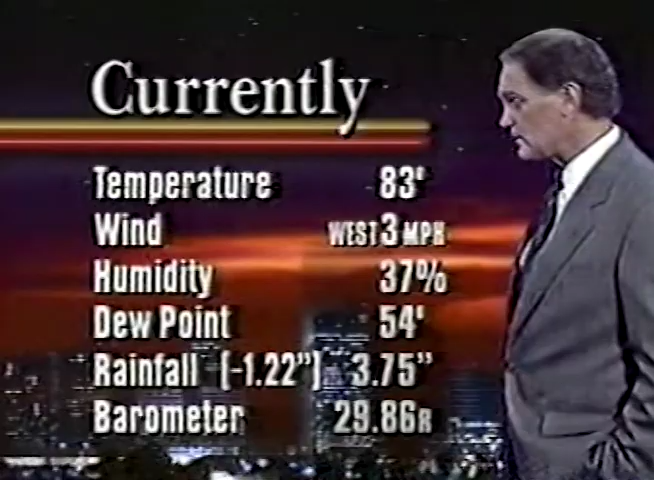 Currently
Temperature 83°
Wind WEST 3 MPH
Humidity 37%
Dew Point 54°
Rainfall (-1.22") 3.75"
Barometer 29.86R